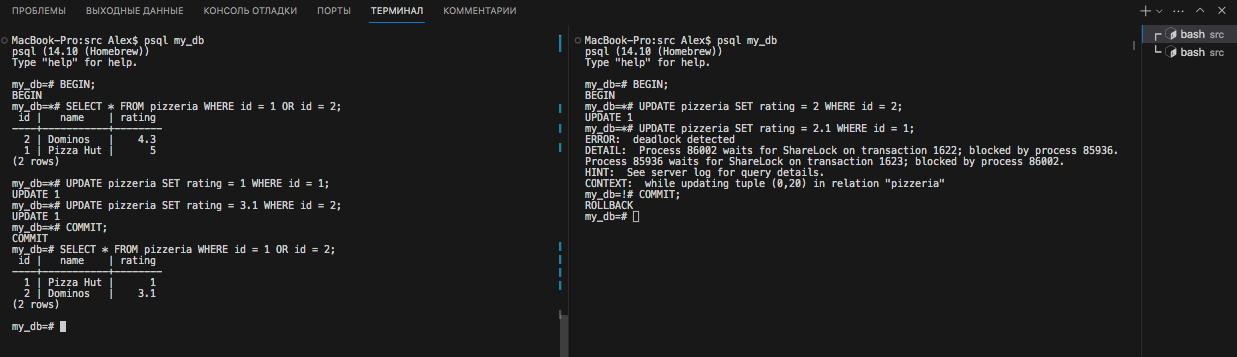 ПРОБЛЕМЫ ВЫХОДНЫЕ ДАННЫЕ КОНСОЛЬ ОТЛАДКИ ПОРТЫ ТЕРМИНАЛ КОММЕНТАРИИ
MacBook-Pro:src Alex$ psql my_db
psql (14.10 (Homebrew))
Type "help" for help.
my_db=# BEGIN;
BEGIN
my_db=*# SELECT * FROM pizzeria WHERE id = 1 OR id = 2;
 id |   name    | rating
----+-----------+--------
  2 | Dominos   |    4.3
  1 | Pizza Hut |      5
(2 rows)
my_db=*# UPDATE pizzeria SET rating = 1 WHERE id = 1;
UPDATE 1
my_db=*# UPDATE pizzeria SET rating = 3.1 WHERE id = 2;
UPDATE 1
my_db=*# COMMIT;
COMMIT
my_db=# SELECT * FROM pizzeria WHERE id = 1 OR id = 2;
 id |   name    | rating
----+-----------+--------
  1 | Pizza Hut |      1
  2 | Dominos   |    3.1
(2 rows)
my_db=#
MacBook-Pro:src Alex$ psql my_db
psql (14.10 (Homebrew))
Type "help" for help.
my_db=# BEGIN;
BEGIN
my_db=*# UPDATE pizzeria SET rating = 2 WHERE id = 2;
UPDATE 1
my_db=*# UPDATE pizzeria SET rating = 2.1 WHERE id = 1;
ERROR:  deadlock detected
DETAIL:  Process 86002 waits for ShareLock on transaction 1622; blocked by process 85936.
Process 85936 waits for ShareLock on transaction 1623; blocked by process 86002.
HINT:  See server log for query details.
CONTEXT:  while updating tuple (0,20) in relation "pizzeria"
my_db=!# COMMIT;
ROLLBACK
my_db=#
bash src
bash src